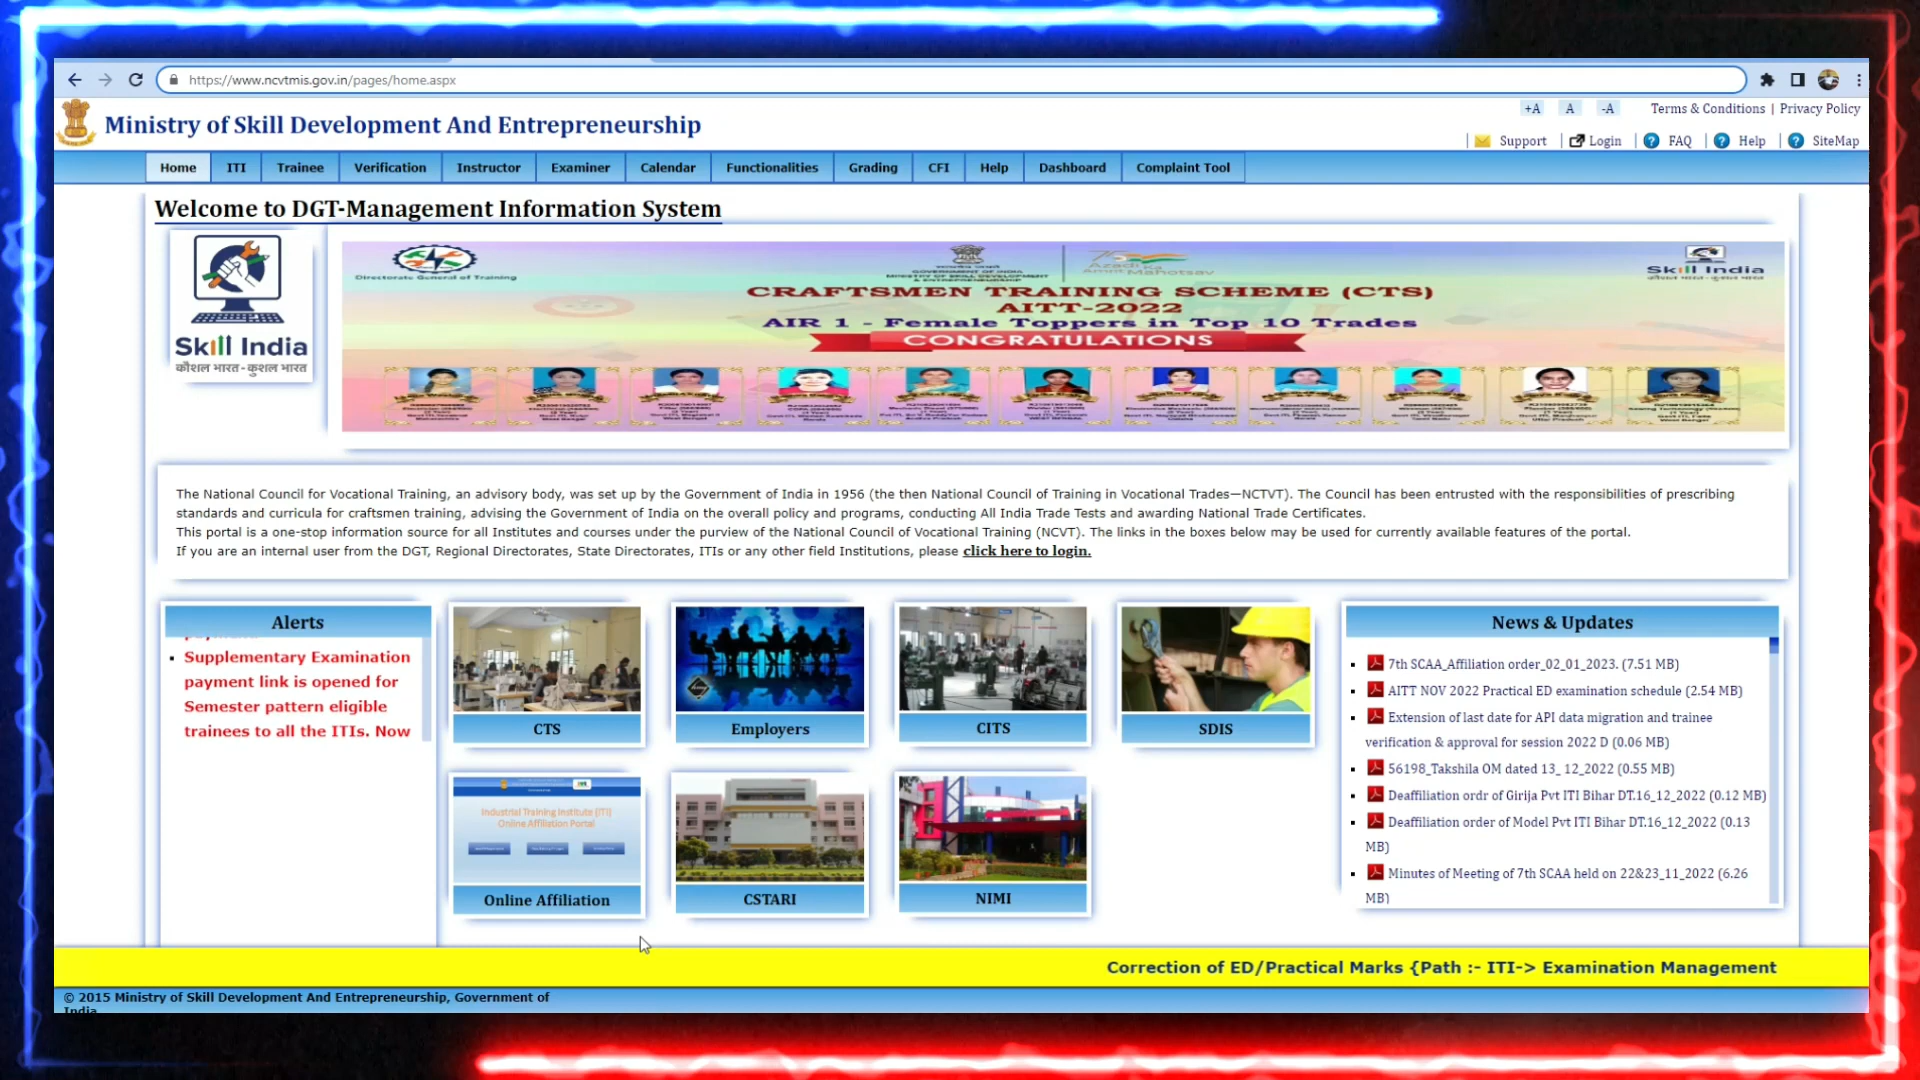 https://www.ncvtmis.gov.in/pages/home.aspx
+A A -A Terms & Conditions | Privacy Policy
Ministry of Skill Development And Entrepreneurship
Support Login FAQ Help SiteMap
Home ITI Trainee Verification Instructor Examiner Calendar Functionalities Grading CFI Help Dashboard Complaint Tool
Welcome to DGT-Management Information System
Skill India
कौशल भारत-कुशल भारत
Directorate General of Training
GOVERNMENT OF INDIA
MINISTRY OF SKILL DEVELOPMENT
& ENTREPRENEURSHIP
75
Azadi Ka
Amrit Mahotsav
Skill India
CRAFTSMEN TRAINING SCHEME (CTS)
AITT-2022
AIR 1 - Female Toppers in Top 10 Trades
CONGRATULATIONS
The National Council for Vocational Training, an advisory body, was set up by the Government of India in 1956 (the then National Council of Training in Vocational Trades—NCTVT). The Council has been entrusted with the responsibilities of prescribing
standards and curricula for craftsmen training, advising the Government of India on the overall policy and programs, conducting All India Trade Tests and awarding National Trade Certificates.
This portal is a one-stop information source for all Institutes and courses under the purview of the National Council of Vocational Training (NCVT). The links in the boxes below may be used for currently available features of the portal.
If you are an internal user from the DGT, Regional Directorates, State Directorates, ITIs or any other field Institutions, please click here to login.
Alerts
Supplementary Examination
payment link is opened for
Semester pattern eligible
trainees to all the ITIs. Now
CTS
Employers
CITS
SDIS
Industrial Training Institute (ITI)
Online Affiliation Portal
Online Affiliation
CSTARI
NIMI
News & Updates
7th SCAA_Affiliation order_02_01_2023. (7.51 MB)
AITT NOV 2022 Practical ED examination schedule (2.54 MB)
Extension of last date for API data migration and trainee
verification & approval for session 2022 D (0.06 MB)
56198_Takshila OM dated 13_ 12_2022 (0.55 MB)
Deaffiliation ordr of Girija Pvt ITI Bihar DT.16_12_2022 (0.12 MB)
Deaffiliation order of Model Pvt ITI Bihar DT.16_12_2022 (0.13
MB)
Minutes of Meeting of 7th SCAA held on 22&23_11_2022 (6.26
MB)
Correction of ED/Practical Marks {Path :- ITI-> Examination Management
© 2015 Ministry of Skill Development And Entrepreneurship, Government of
India